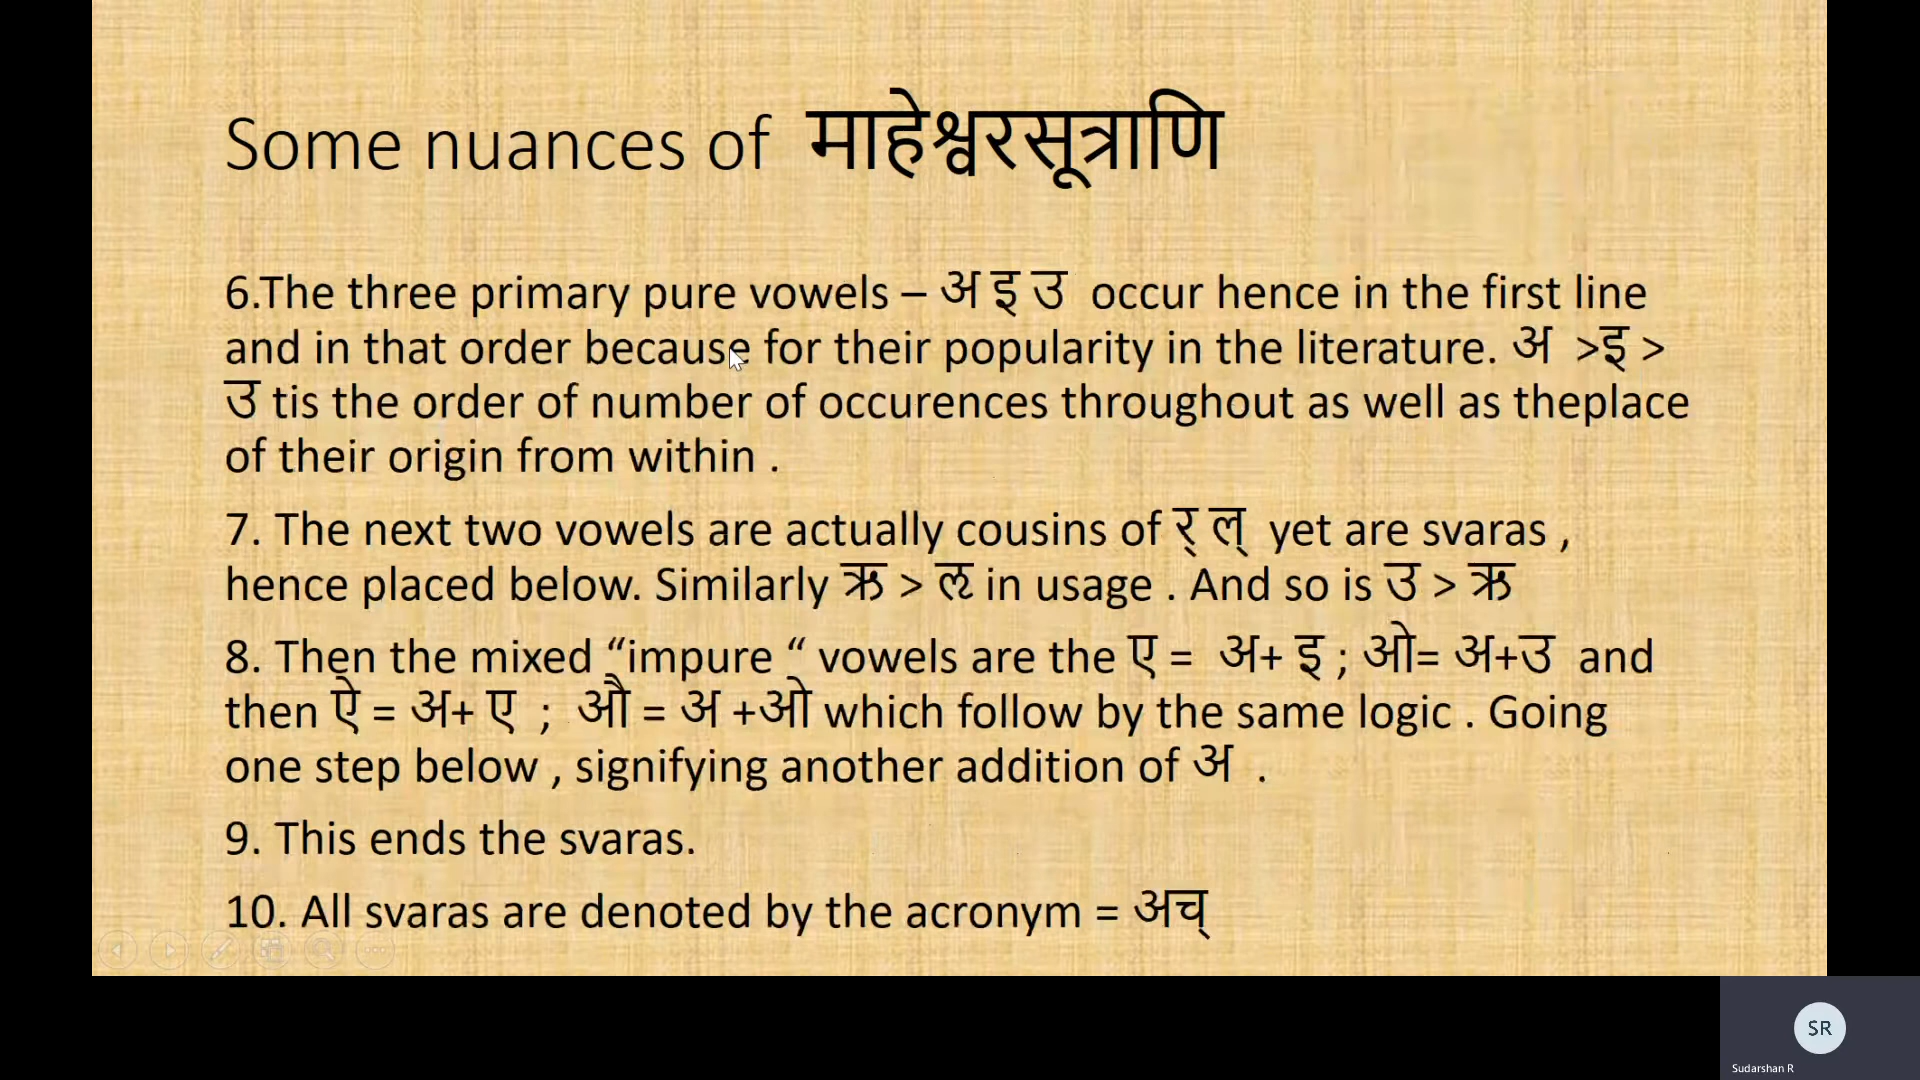 Some nuances of माहेश्वरसूत्राणि
6.The three primary pure vowels – अ इ उ occur hence in the first line
and in that order because for their popularity in the literature. अ >इ >
उ tis the order of number of occurences throughout as well as theplace
of their origin from within .
7. The next two vowels are actually cousins of र् ल् yet are svaras ,
hence placed below. Similarly ऋ > ऌ in usage . And so is उ > ऋ
8. Then the mixed “impure “ vowels are the ए = अ+ इ ; ओ= अ+उ and
then ऐ = अ+ ए ; औ = अ +ओ which follow by the same logic . Going
one step below , signifying another addition of अ .
9. This ends the svaras.
10. All svaras are denoted by the acronym = अच्
SR
Sudarshan R